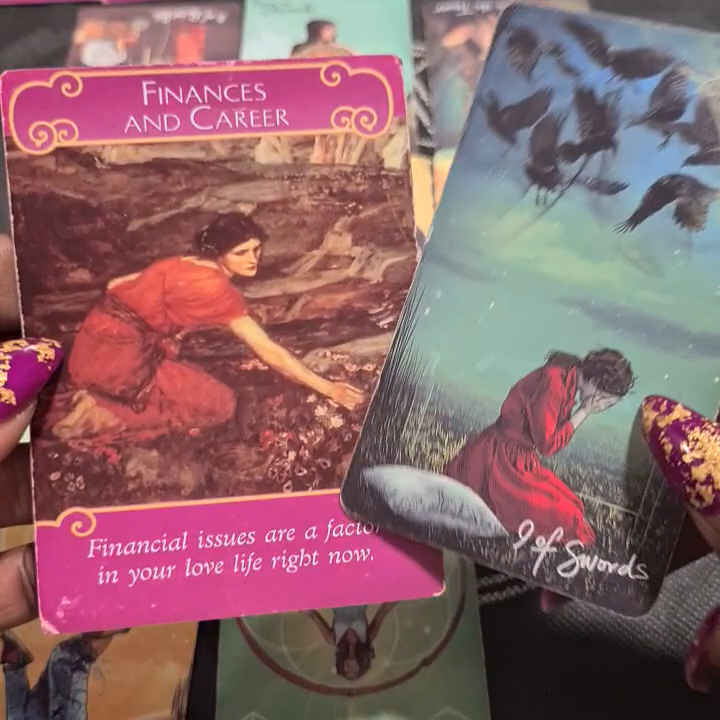 FINANCES
AND CAREER
Financial issues are a factor
in your love life right now.
9 of Swords